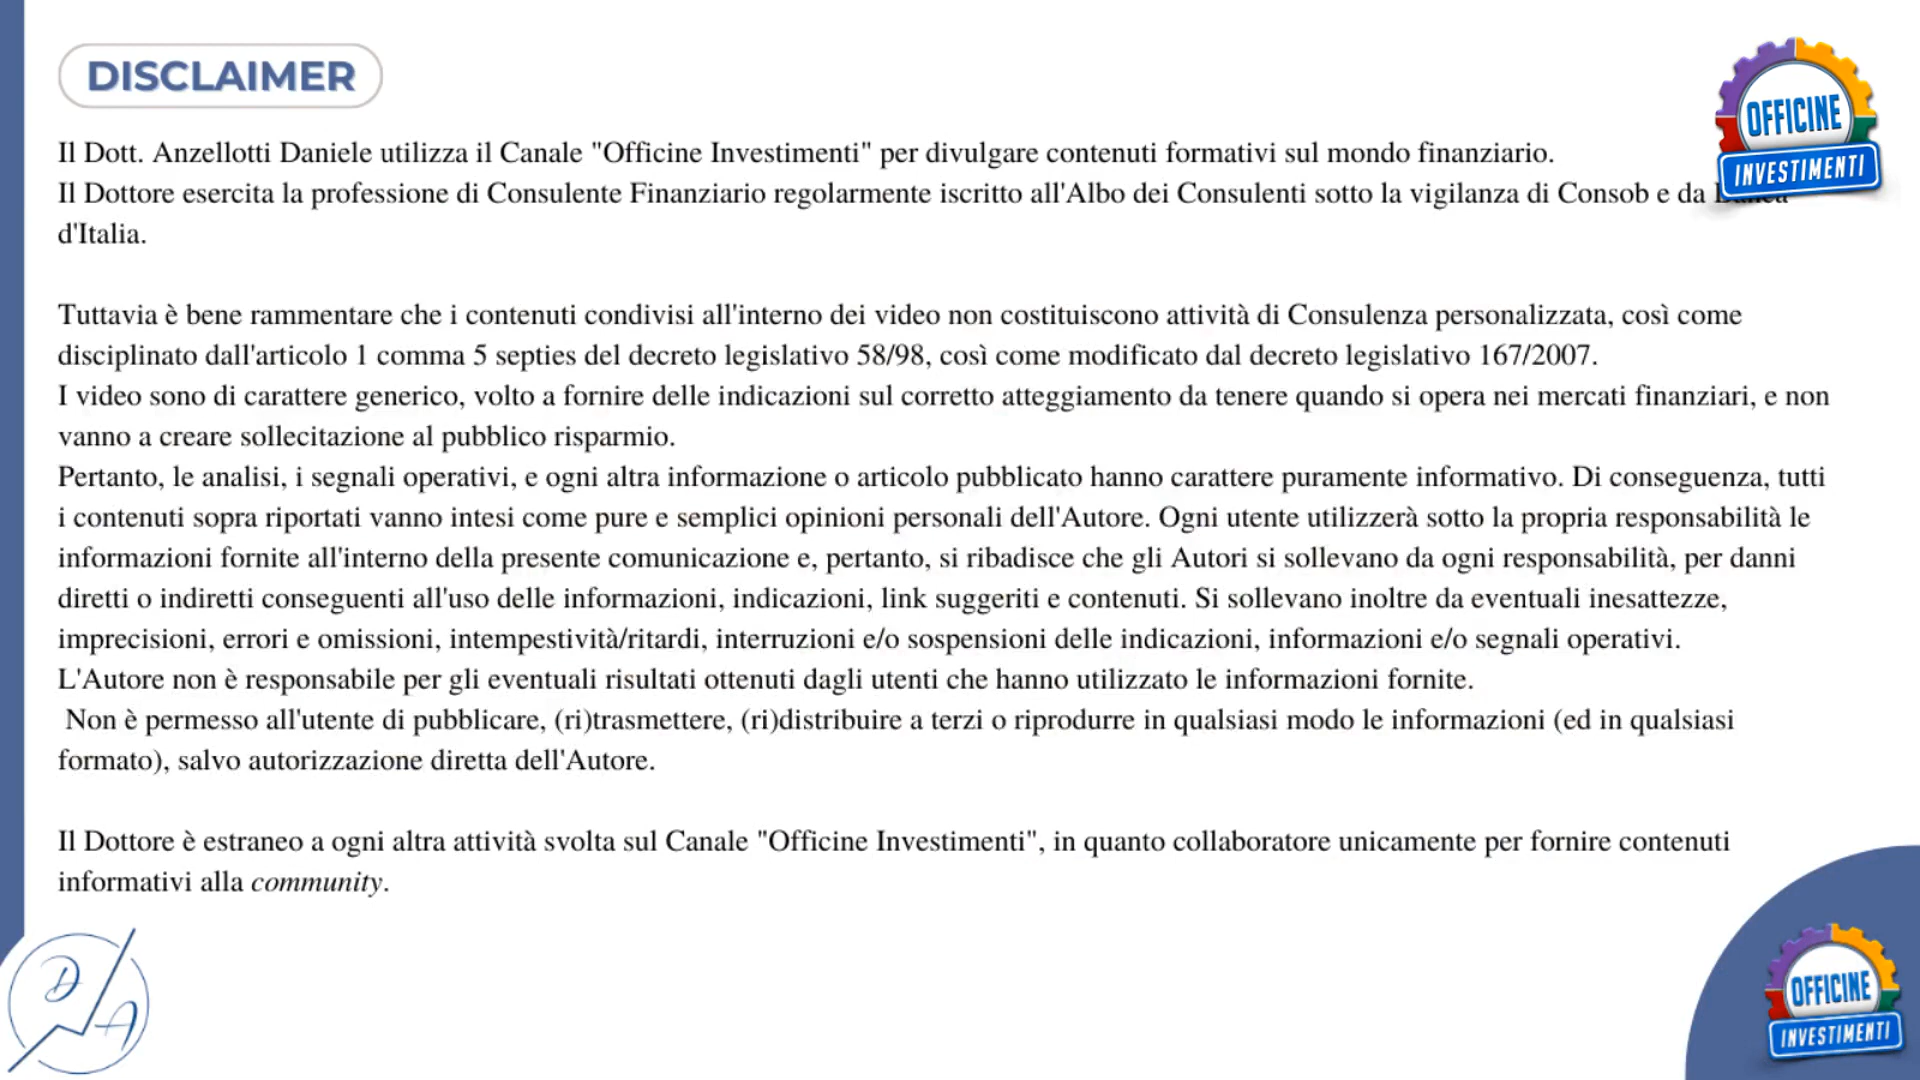 DISCLAIMER
OFFICINE
INVESTIMENTI
Il Dott. Anzellotti Daniele utilizza il Canale "Officine Investimenti" per divulgare contenuti formativi sul mondo finanziario.
Il Dottore esercita la professione di Consulente Finanziario regolarmente iscritto all'Albo dei Consulenti sotto la vigilanza di Consob e da Banca
d'Italia.
Tuttavia è bene rammentare che i contenuti condivisi all'interno dei video non costituiscono attività di Consulenza personalizzata, così come
disciplinato dall'articolo 1 comma 5 septies del decreto legislativo 58/98, così come modificato dal decreto legislativo 167/2007.
I video sono di carattere generico, volto a fornire delle indicazioni sul corretto atteggiamento da tenere quando si opera nei mercati finanziari, e non
vanno a creare sollecitazione al pubblico risparmio.
Pertanto, le analisi, i segnali operativi, e ogni altra informazione o articolo pubblicato hanno carattere puramente informativo. Di conseguenza, tutti
i contenuti sopra riportati vanno intesi come pure e semplici opinioni personali dell'Autore. Ogni utente utilizzerà sotto la propria responsabilità le
informazioni fornite all'interno della presente comunicazione e, pertanto, si ribadisce che gli Autori si sollevano da ogni responsabilità, per danni
diretti o indiretti conseguenti all'uso delle informazioni, indicazioni, link suggeriti e contenuti. Si sollevano inoltre da eventuali inesattezze,
imprecisioni, errori e omissioni, intempestività/ritardi, interruzioni e/o sospensioni delle indicazioni, informazioni e/o segnali operativi.
L'Autore non è responsabile per gli eventuali risultati ottenuti dagli utenti che hanno utilizzato le informazioni fornite.
Non è permesso all'utente di pubblicare, (ri)trasmettere, (ri)distribuire a terzi o riprodurre in qualsiasi modo le informazioni (ed in qualsiasi
formato), salvo autorizzazione diretta dell'Autore.
Il Dottore è estraneo a ogni altra attività svolta sul Canale "Officine Investimenti", in quanto collaboratore unicamente per fornire contenuti
informativi alla community.
D A
OFFICINE
INVESTIMENTI